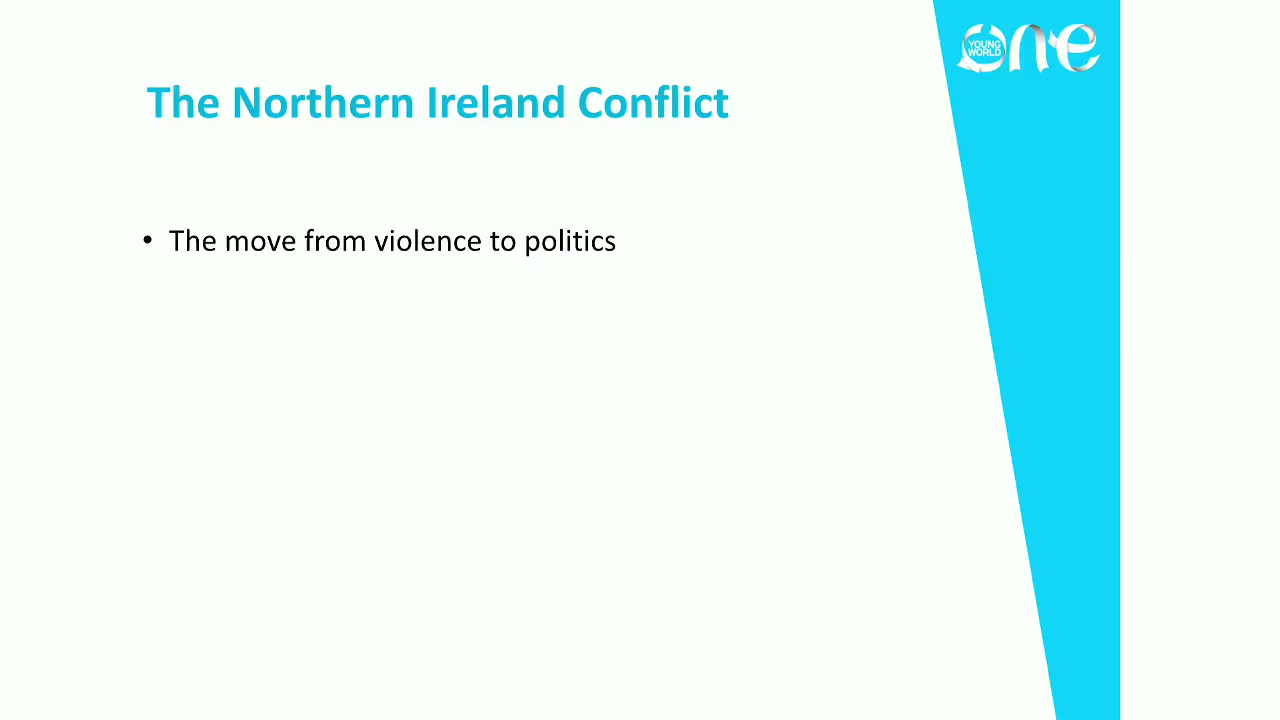 YOUNG
WORLD
one
The Northern Ireland Conflict
• The move from violence to politics